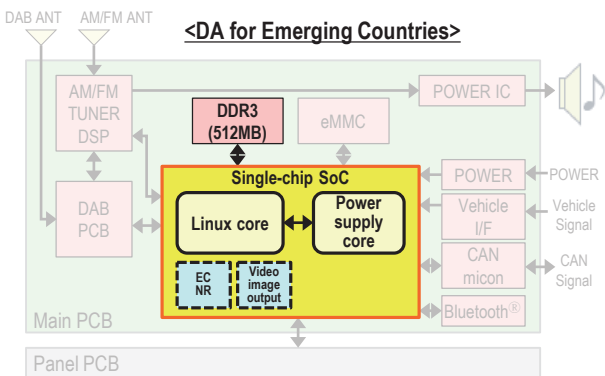 DAB ANT
AM/FM ANT
<DA for Emerging Countries>
AM/FM
TUNER
DSP
DDR3
(512MB)
eMMC
POWER IC
Single-chip SoC
Linux core
Power
supply
core
DAB
PCB
EC
NR
Video
image
output
POWER
POWER
Vehicle
I/F
Vehicle
Signal
CAN
micon
CAN
Signal
Bluetooth®
Main PCB
Panel PCB